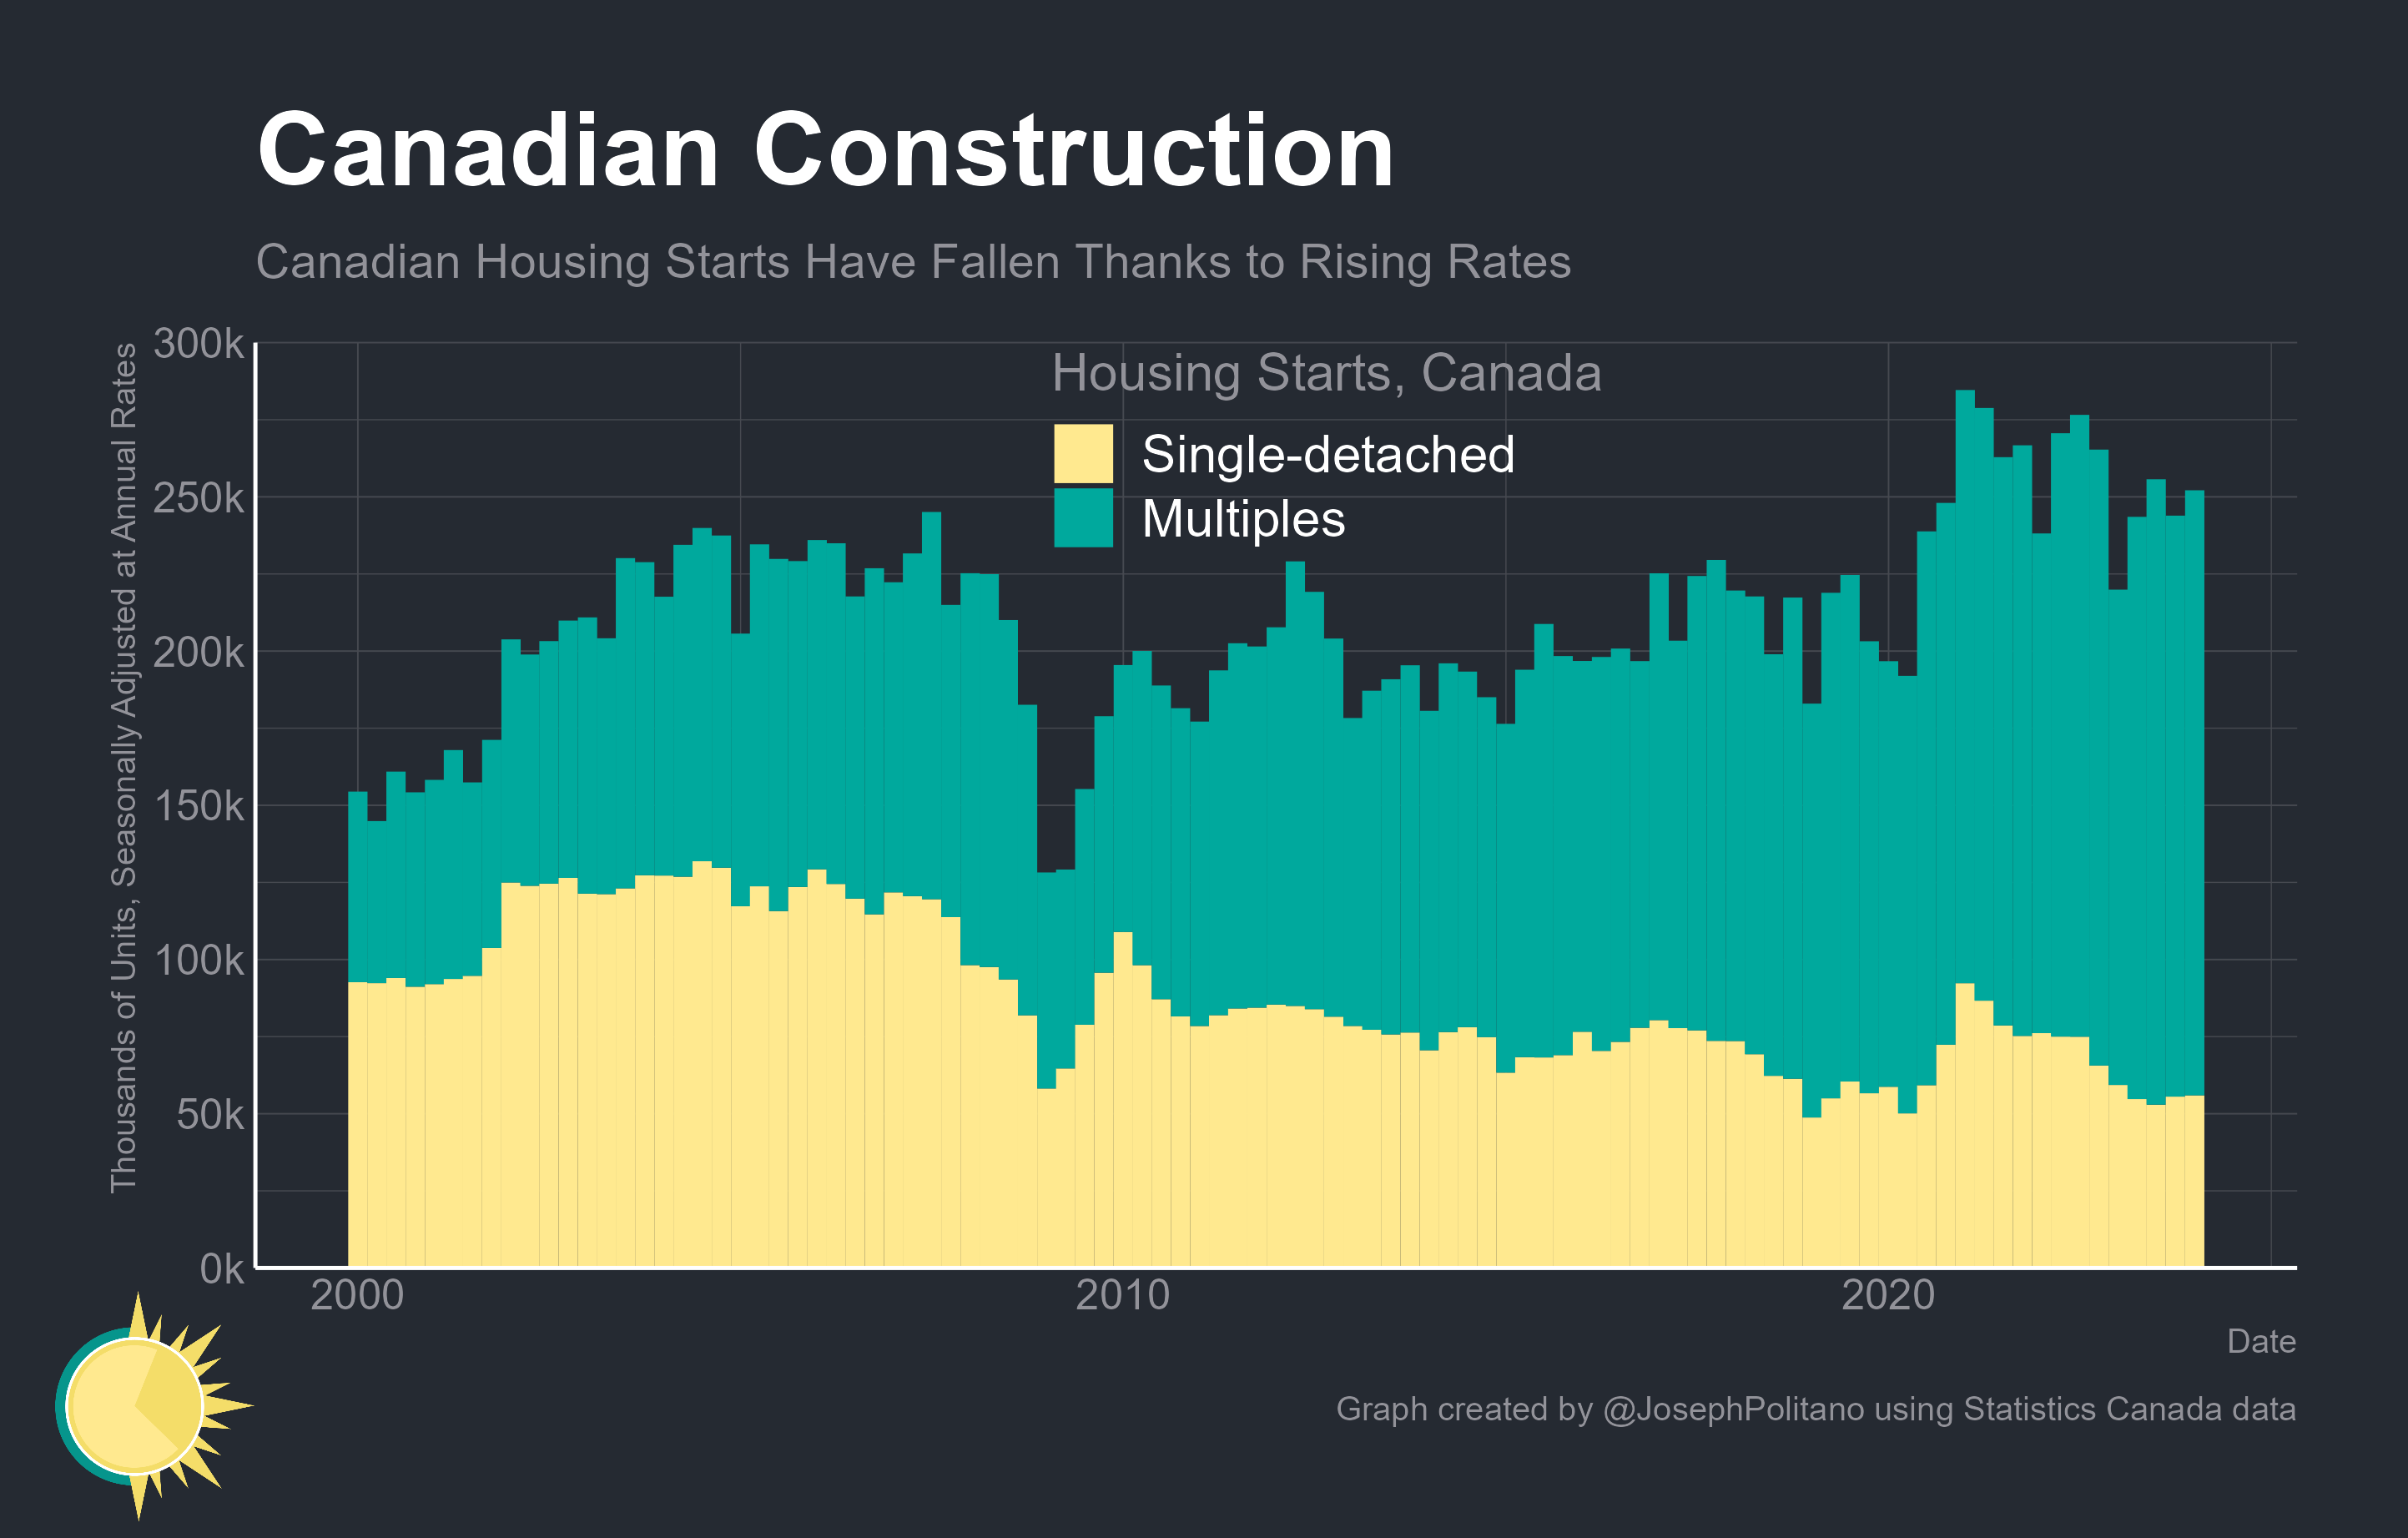 Canadian Construction
Canadian Housing Starts Have Fallen Thanks to Rising Rates
Thousands of Units, Seasonally Adjusted at Annual Rates
300k
250k
200k
150k
100k
50k
0k
Housing Starts, Canada
Single-detached
Multiples
2000
2010
2020
Date
Graph created by @JosephPolitano using Statistics Canada data